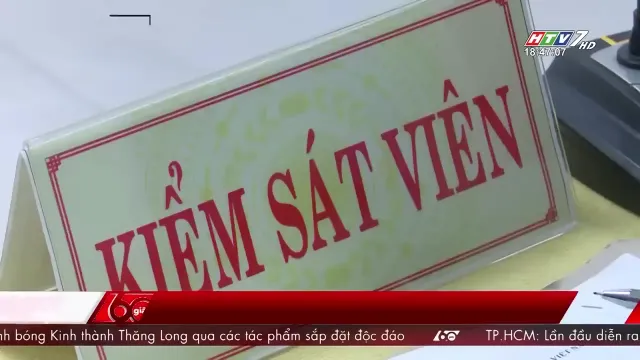 HTV7 HD
18:47:07
KIỂM SÁT VIÊN
60 giây
nh bóng Kinh thành Thăng Long qua các tác phẩm sắp đặt độc đáo
TP.HCM: Lần đầu diễn ra